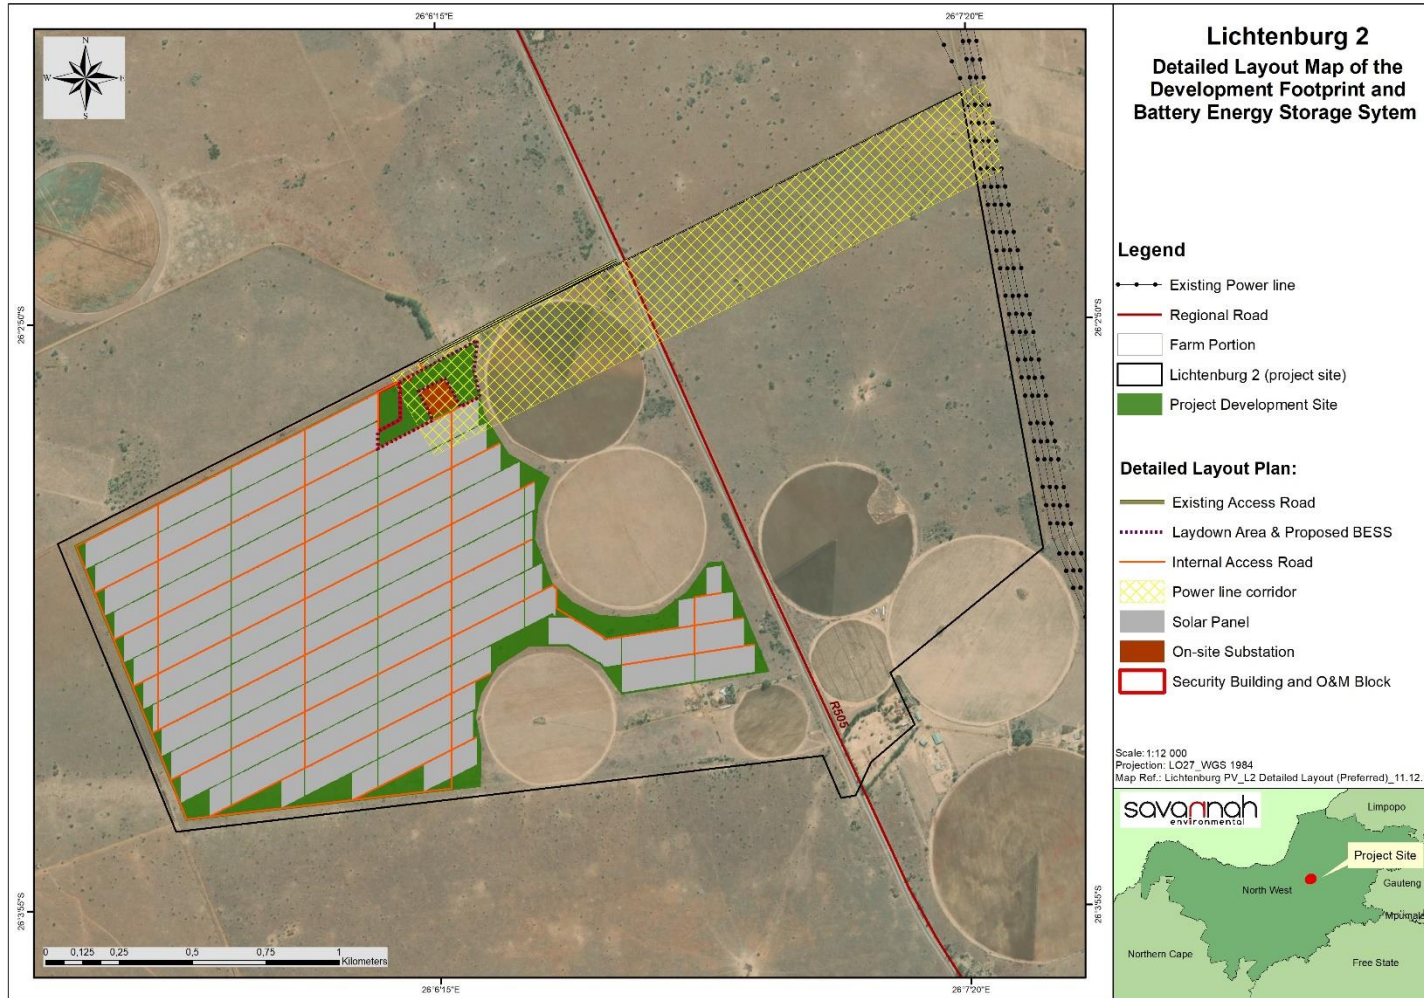 26°6'15"E
26°7'20"E
N
W
E
S
26°2'50"S
26°2'50"S
R505
26°3'55"S
26°3'55"S
0 0,125 0,25 0,5 0,75 1
Kilometers
26°6'15"E
26°7'20"E
Lichtenburg 2
Detailed Layout Map of the
Development Footprint and
Battery Energy Storage Sytem
Legend
Existing Power line
Regional Road
Farm Portion
Lichtenburg 2 (project site)
Project Development Site
Detailed Layout Plan:
Existing Access Road
Laydown Area & Proposed BESS
Internal Access Road
Power line corridor
Solar Panel
On-site Substation
Security Building and O&M Block
Scale: 1:12 000
Projection: LO27_WGS 1984
Map Ref.: Lichtenburg PV_L2 Detailed Layout (Preferred)_11.12.
savannah
environmental
Limpopo
Project Site
North West
Gauteng
Mpumala
Northern Cape
Free State